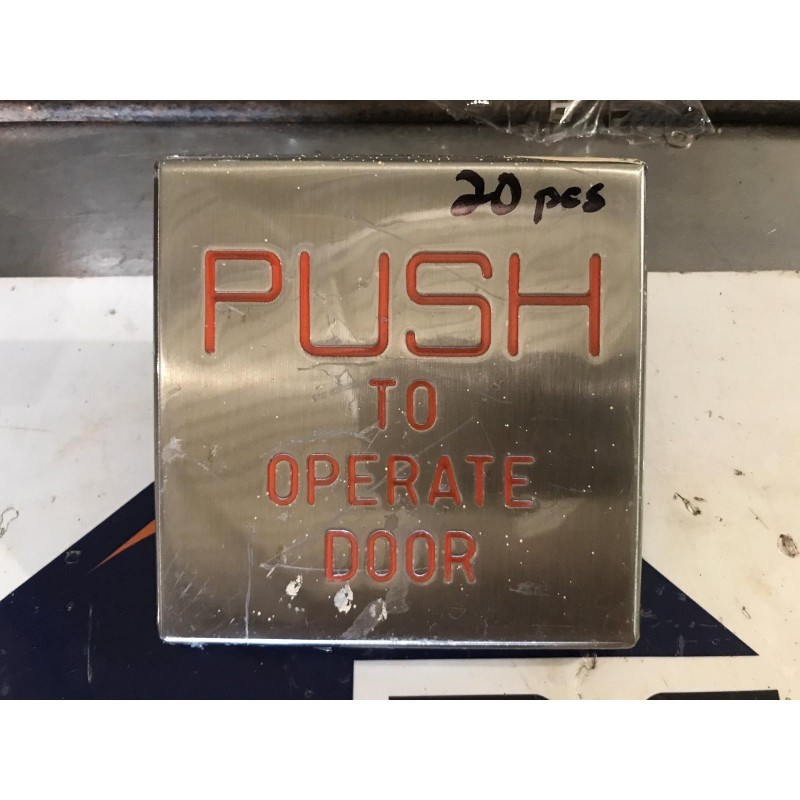 20 pcs
PUSH
TO
OPERATE
DOOR